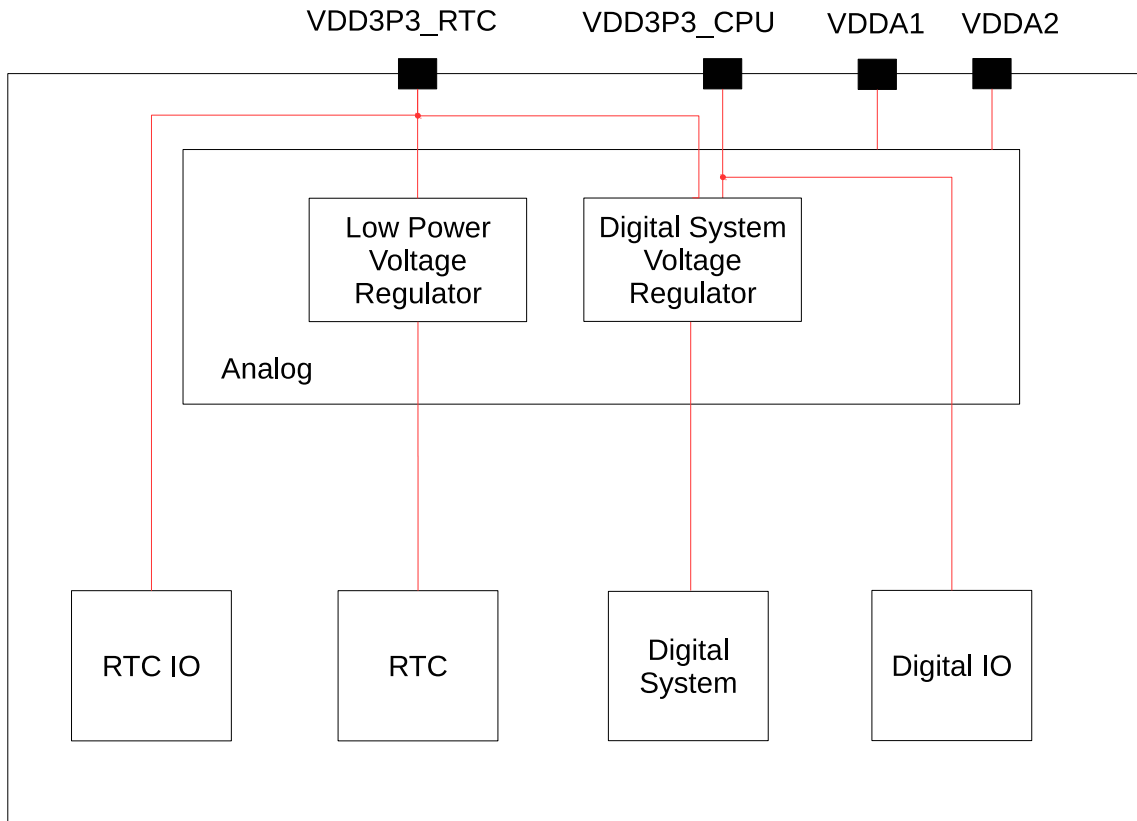 VDD3P3_RTC
VDD3P3_CPU
VDDA1
VDDA2
Low Power
Voltage
Regulator
Digital System
Voltage
Regulator
Analog
RTC IO
RTC
Digital
System
Digital IO